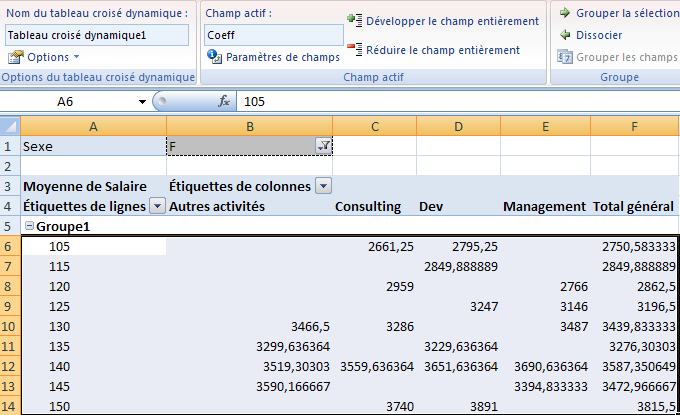 Nom du tableau croisé dynamique : Champ actif :
Tableau croisé dynamique1 Coeff Développer le champ entièrement Grouper la sélection
Options Paramètres de champs Réduire le champ entièrement Dissocier
Grouper les champs
Options du tableau croisé dynamique Champ actif Groupe
A6 105
A B C D E F
1 Sexe F
2
3 Moyenne de Salaire Étiquettes de colonnes
4 Étiquettes de lignes Autres activités Consulting Dev Management Total général
5 Groupe1
6 105 2661,25 2795,25 2750,583333
7 115 2849,888889 2849,888889
8 120 2959 2766 2862,5
9 125 3247 3146 3196,5
10 130 3466,5 3286 3487 3439,833333
11 135 3299,636364 3229,636364 3276,30303
12 140 3519,30303 3559,636364 3651,636364 3690,636364 3587,350649
13 145 3590,166667 3394,833333 3472,966667
14 150 3740 3891 3815,5